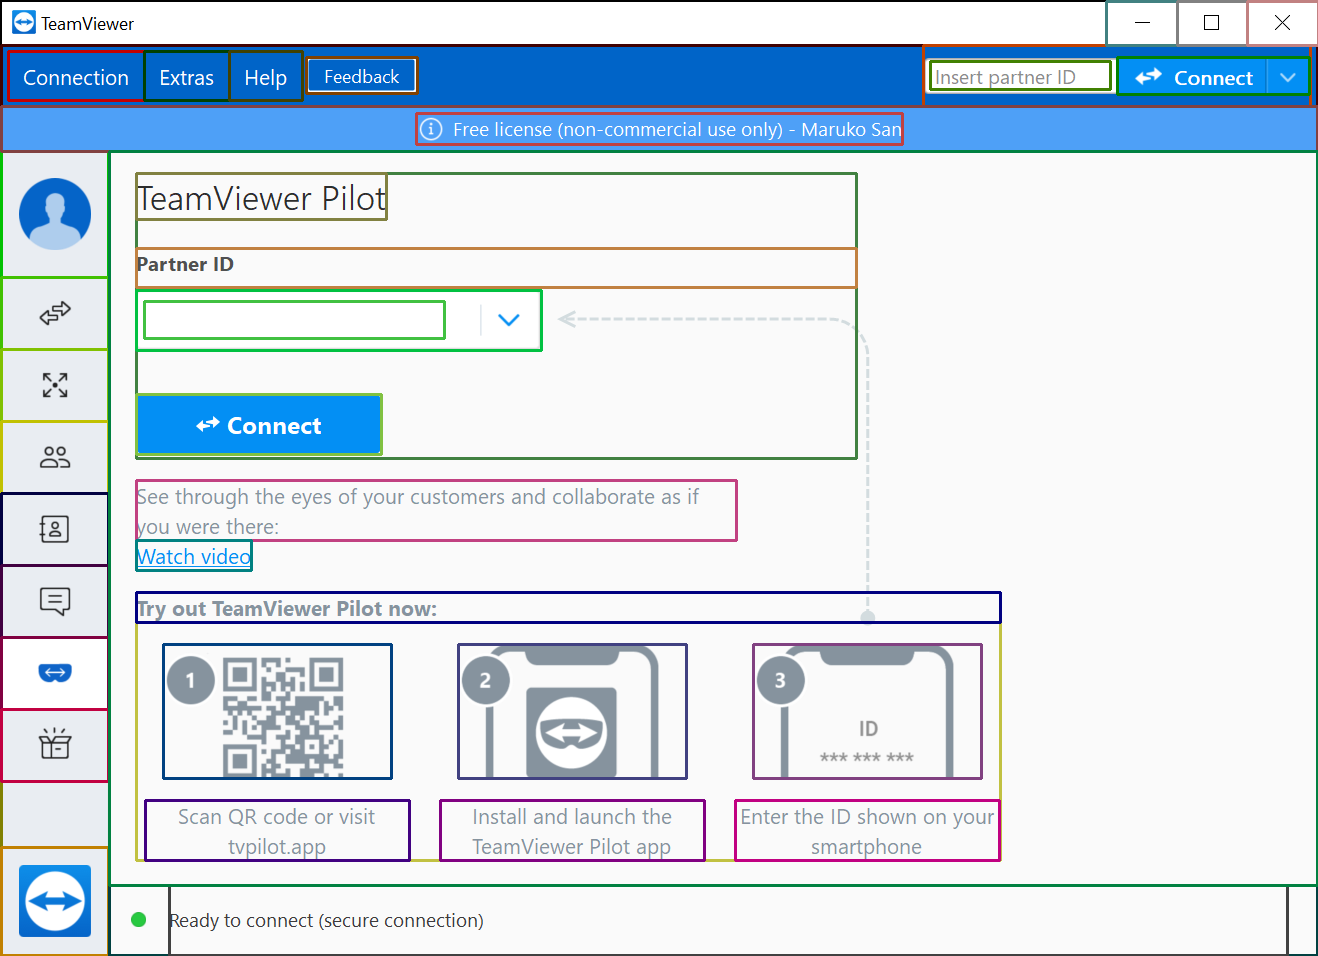 TeamViewer
Connection Extras Help Feedback
Insert partner ID Connect
Free license (non-commercial use only) - Maruko San
TeamViewer Pilot
Partner ID
Connect
See through the eyes of your customers and collaborate as if
you were there:
Watch video
Try out TeamViewer Pilot now:
1
Scan QR code or visit
tvpilot.app
2
Install and launch the
TeamViewer Pilot app
3
ID
*** *** ***
Enter the ID shown on your
smartphone
Ready to connect (secure connection)